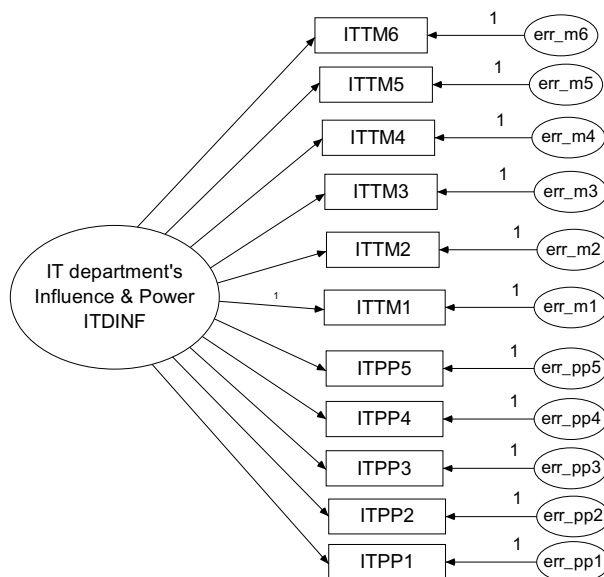 ITTM6 1 err_m6
ITTM5 1 err_m5
ITTM4 1 err_m4
ITTM3 1 err_m3
ITTM2 1 err_m2
IT department's
Influence & Power
ITDINF
1 ITTM1 1 err_m1
ITPP5 1 err_pp5
ITPP4 1 err_pp4
ITPP3 1 err_pp3
ITPP2 1 err_pp2
ITPP1 1 err_pp1